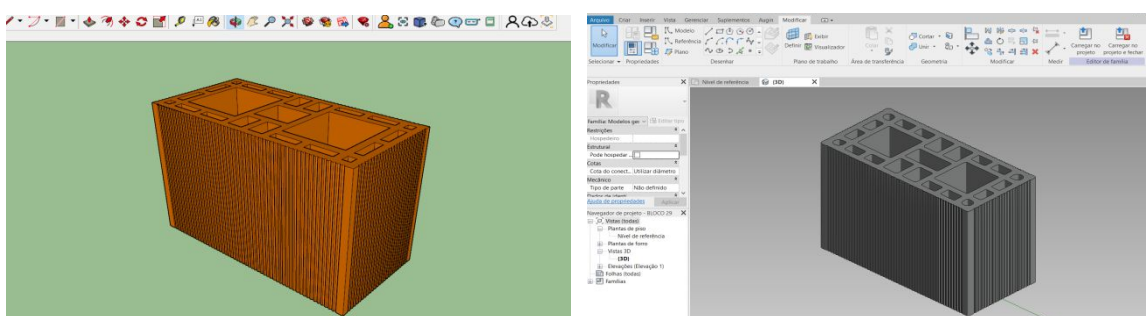 Arquivo Criar Inserir Vista Gerenciar Suplementos Augin Modificar
Modelo
Referência
Plano
Modificar
Definir
Exibir
Visualizador
Colar
Cortar
Unir
Carregar no projeto
Carregar no projeto e fechar
Selecionar Propriedades Desenhar Plano de trabalho Área de transferência Geometria Modificar Medir Editor de família
Propriedades X
Nível de referência (3D) X
R
Família: Modelos gen Editar tipo
Restrições
Hospedeiro
Estrutural
Pode hospedar ...
Cotas
Cota do conect... Utilizar diâmetro
Mecânico
Tipo de parte Não definido
Ajuda de propriedades Aplicar
Navegador de projeto - BLOCO 29 X
Vistas (todas)
Plantas de piso
Nível de referência
Plantas de forro
Vistas 3D
(3D)
Elevações (Elevação 1)
Folhas (todas)
Famílias